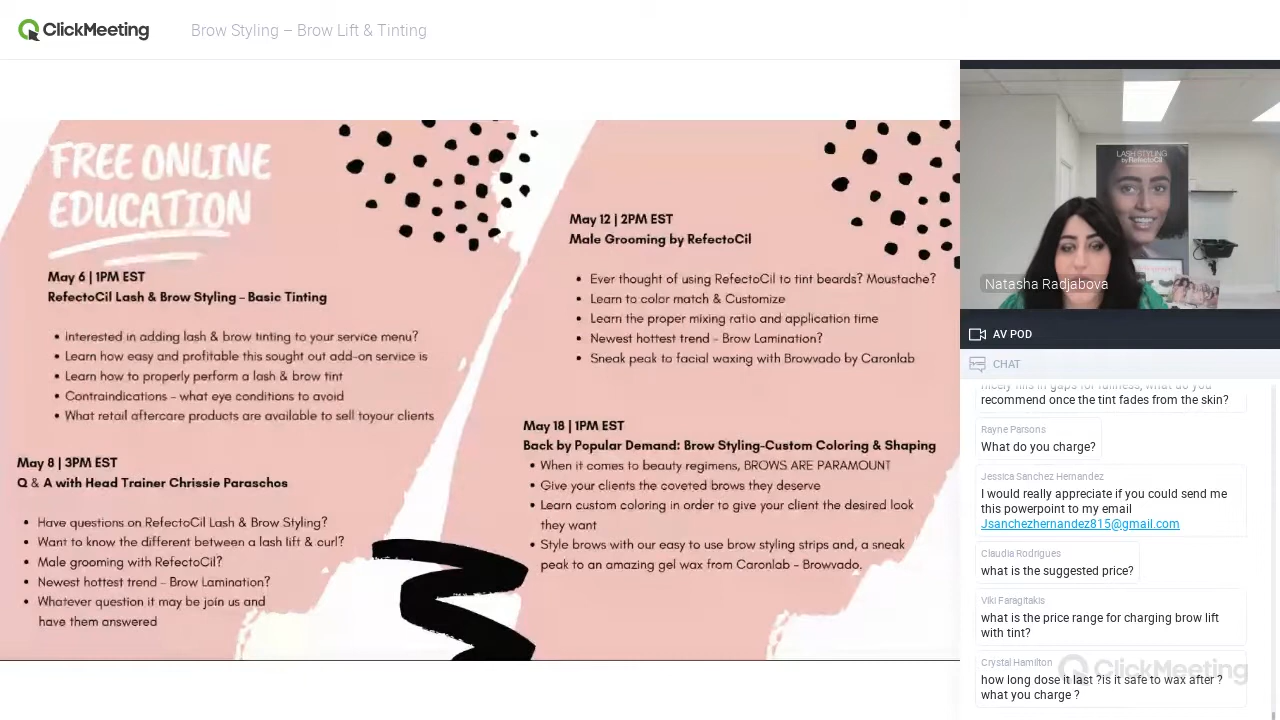 ClickMeeting
Brow Styling – Brow Lift & Tinting
FREE ONLINE
EDUCATION
May 6 | 1PM EST
RefectoCil Lash & Brow Styling - Basic Tinting
Interested in adding lash & brow tinting to your service menu?
Learn how easy and profitable this sought out add-on service is
Learn how to properly perform a lash & brow tint
Contraindications - what eye conditions to avoid
What retail aftercare products are available to sell toyour clients
May 8 | 3PM EST
Q & A with Head Trainer Chrissie Paraschos
Have questions on RefectoCil Lash & Brow Styling?
Want to know the different between a lash lift & curl?
Male grooming with RefectoCil?
Newest hottest trend - Brow Lamination?
Whatever question it may be join us and
have them answered
May 12 | 2PM EST
Male Grooming by RefectoCil
Ever thought of using RefectoCil to tint beards? Moustache?
Learn to color match & Customize
Learn the proper mixing ratio and application time
Newest hottest trend - Brow Lamination?
Sneak peak to facial waxing with Browvado by Caronlab
May 18 | 1PM EST
Back by Popular Demand: Brow Styling-Custom Coloring & Shaping
When it comes to beauty regimens, BROWS ARE PARAMOUNT
Give your clients the coveted brows they deserve
Learn custom coloring in order to give your client the desired look
they want
Style brows with our easy to use brow styling strips and, a sneak
peak to an amazing gel wax from Caronlab - Browvado.
LASH STYLING
by RefectoCil
Natasha Radjabova
AV POD
CHAT
nicely fills in gaps for fullness, what do you
recommend once the tint fades from the skin?
Rayne Parsons
What do you charge?
Jessica Sanchez Hernandez
I would really appreciate if you could send me
this powerpoint to my email
Jsanchezhernandez815@gmail.com
Claudia Rodrigues
what is the suggested price?
Viki Faragitakis
what is the price range for charging brow lift
with tint?
Crystal Hamilton
how long dose it last ?is it safe to wax after ?
what you charge ?
ClickMeeting